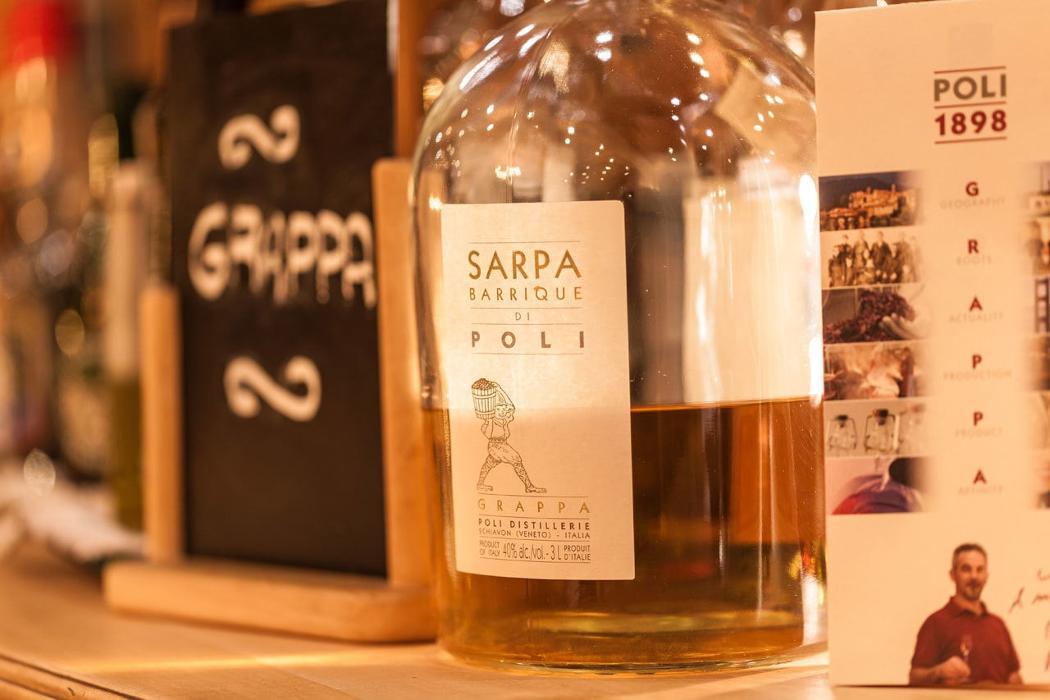 GRAPPA
SARPA
BARRIQUE
DI
POLI
GRAPPA
POLI DISTILLERIE
SCHIAVON (VENETO) - ITALIA
PRODUCT OF ITALY 40% alc./vol. - 3 L PRODUIT D'ITALIE
POLI
1898
G
GEOGRAPHY
R
ROOTS
A
ACTUALITY
P
PRODUCTION
P
PRODUCT
A
AFFINITY